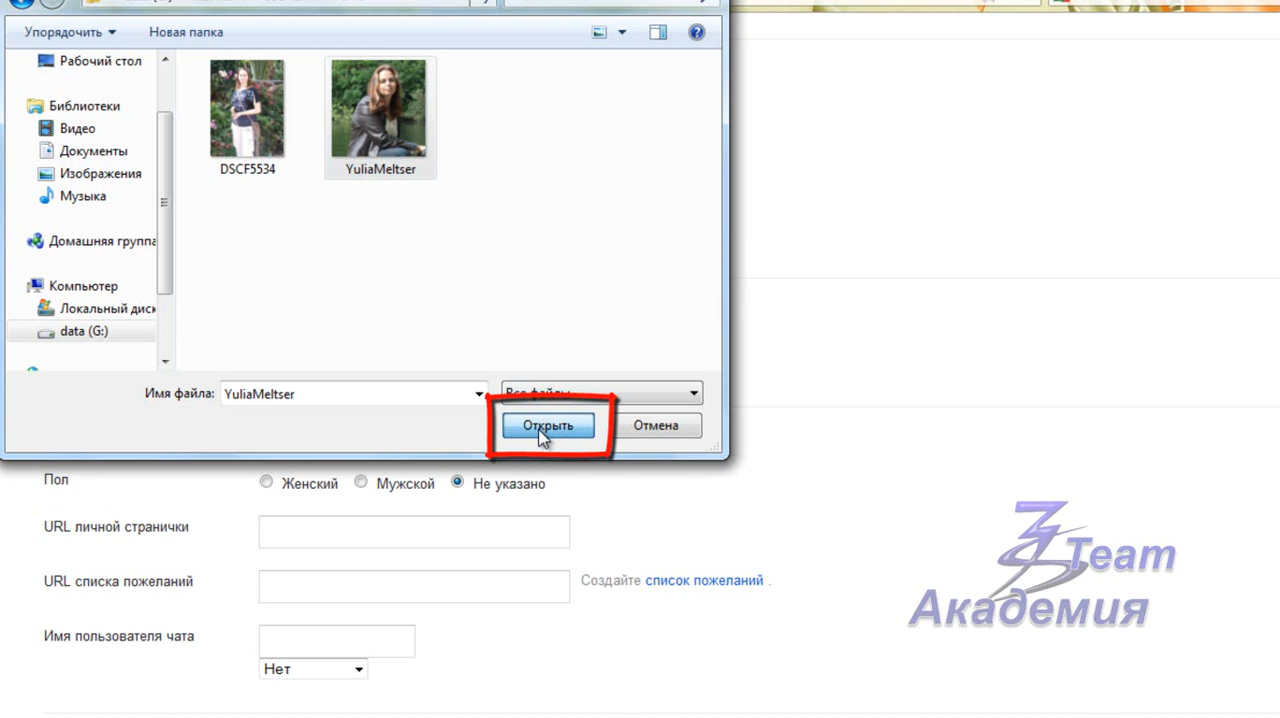 Упорядочить
Новая папка
Рабочий стол
Библиотеки
Видео
Документы
Изображения
Музыка
Домашняя группа
Компьютер
Локальный диск
data (G:)
DSCF5534
YuliaMeltser
Имя файла:
YuliaMeltser
Все файлы
Открыть
Отмена
Пол
Женский
Мужской
Не указано
URL личной странички
URL списка пожеланий
Создайте список пожеланий .
Имя пользователя чата
Нет
Team
Академия